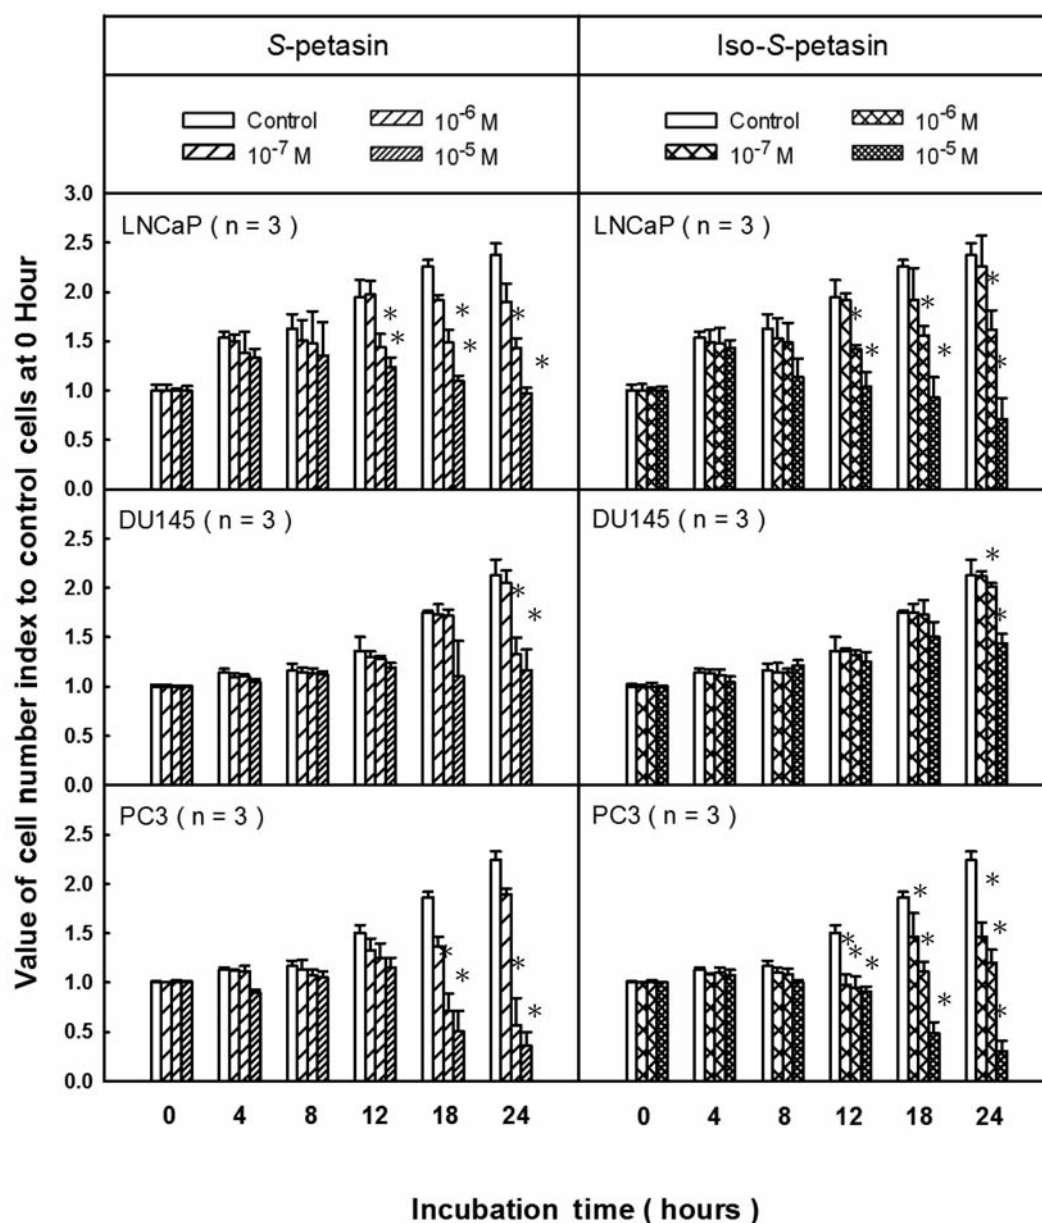 S-petasin
Iso-S-petasin
Control
10⁻⁶ M
10⁻⁷ M
10⁻⁵ M
Control
10⁻⁶ M
10⁻⁷ M
10⁻⁵ M
Value of cell number index to control cells at 0 Hour
3.0
LNCaP ( n = 3 )
LNCaP ( n = 3 )
2.5
* * * * * *
* * * * * *
2.0
1.5
1.0
0.5
0.0
DU145 ( n = 3 )
DU145 ( n = 3 )
2.5
* *
* *
2.0
1.5
1.0
0.5
0.0
PC3 ( n = 3 )
PC3 ( n = 3 )
2.5
* * * *
* * * * * * * * *
2.0
1.5
1.0
0.5
0.0
0 4 8 12 18 24
0 4 8 12 18 24
Incubation time ( hours )